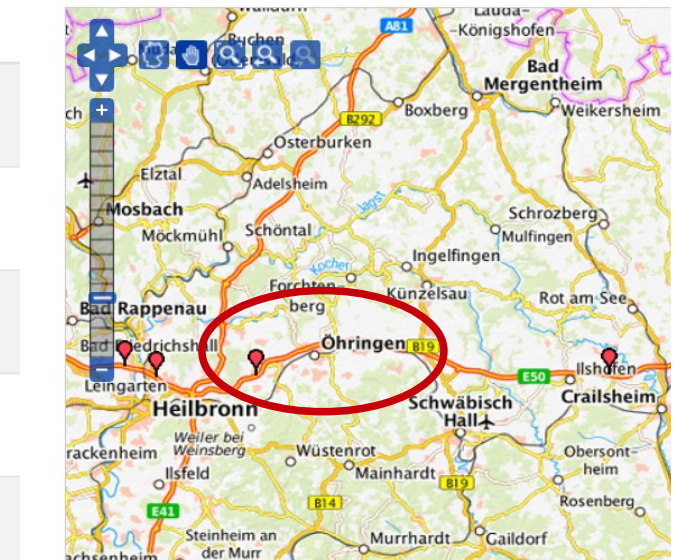 Walldürn
Lauda-
-Königshofen
A81
Buchen
Bad
Mergentheim
Boxberg
Weikersheim
B292
Osterburken
Elztal
Adelsheim
Jagst
Mosbach
Schrozberg
Möckmühl
Schöntal
Mulfingen
Ingelfingen
Kocher
Forchten-
berg
Künzelsau
Rot am-See
Bad Rappenau
Öhringen
B19
Bad Friedrichshall
Ilshofen
E50
Leingarten
Crailsheim
Heilbronn
Schwäbisch
Hall
Weiler bei
Weinsberg
Wüstenrot
Obersont-
heim
rackenheim
Ilsfeld
Mainhardt
B19
B14
Rosenberg
E41
Steinheim an
der Murr
Murrhardt
Gaildorf
achsenheim